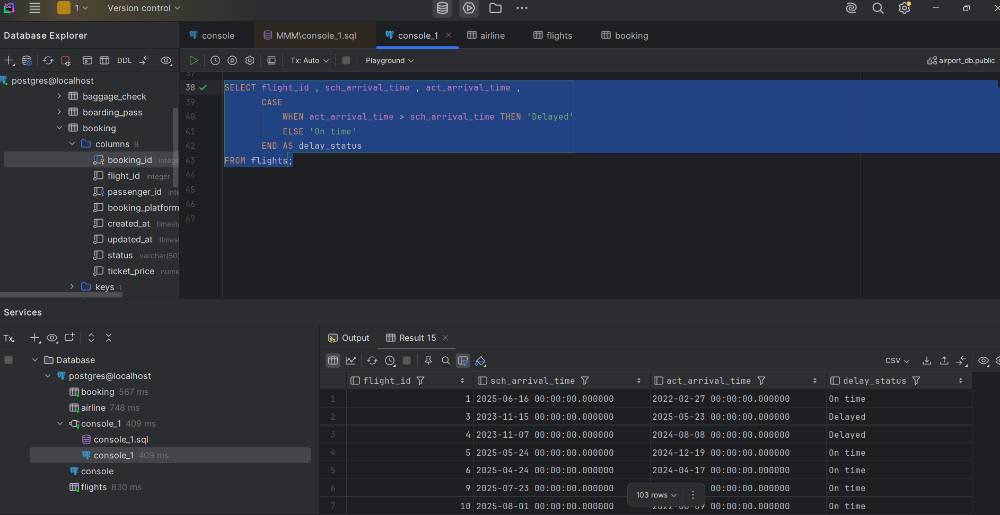 1 Version control
Database Explorer
console MMM\console_1.sql console_1 airline flights booking
DDL Tx: Auto Playground airport_db.public
postgres@localhost
baggage_check
boarding_pass
booking
columns 8
booking_id intege
flight_id integer
passenger_id inte
booking_platform
created_at timesta
updated_at timest
status varchar(50)
ticket_price nume
keys 1
37
38 SELECT flight_id , sch_arrival_time , act_arrival_time ,
39 CASE
40 WHEN act_arrival_time > sch_arrival_time THEN 'Delayed'
41 ELSE 'On time'
42 END AS delay_status
43 FROM flights;
44
45
46
47
Services
Tx
Database
postgres@localhost
booking 567 ms
airline 748 ms
console_1 409 ms
console_1.sql
console_1 409 ms
console
flights 830 ms
Output Result 15
CSV
flight_id sch_arrival_time act_arrival_time delay_status
1 1 2025-06-16 00:00:00.000000 2022-02-27 00:00:00.000000 On time
2 3 2023-11-15 00:00:00.000000 2025-05-23 00:00:00.000000 Delayed
3 4 2023-11-07 00:00:00.000000 2024-08-08 00:00:00.000000 Delayed
4 5 2025-05-24 00:00:00.000000 2024-12-19 00:00:00.000000 On time
5 6 2025-04-24 00:00:00.000000 2024-04-17 00:00:00.000000 On time
6 9 2025-07-23 00:00:00.000000 00:00:00.000000 On time
7 10 2025-08-01 00:00:00.000000 00:00:00.000000 On time
103 rows